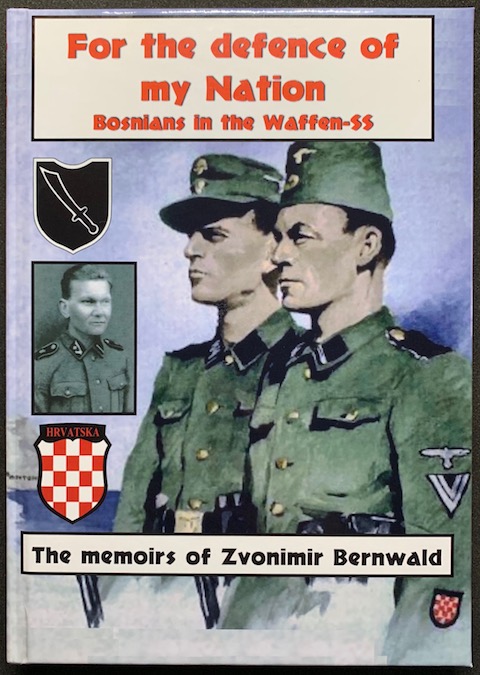 For the defence of
my Nation
Bosnians in the Waffen-SS
HRVATSKA
The memoirs of Zvonimir Bernwald